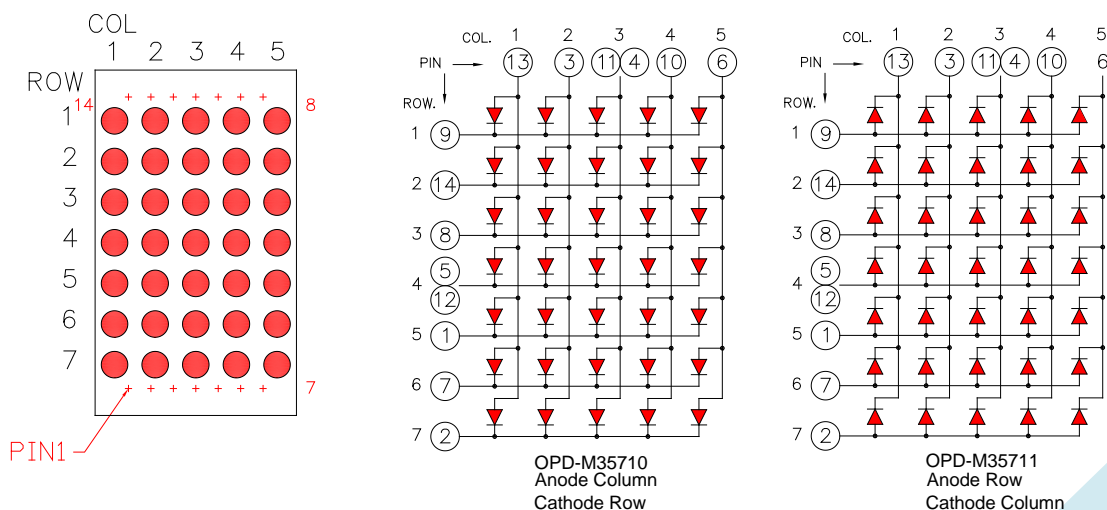 COL
1 2 3 4 5
ROW
14 8
1
2
3
4
5
6
7
7
PIN1
COL. 1 2 3 4 5
PIN 13 3 11 4 10 6
ROW.
1 9
2 14
3 8
5
4
12
5 1
6 7
7 2
OPD-M35710
Anode Column
Cathode Row
COL. 1 2 3 4 5
PIN 13 3 11 4 10 6
ROW.
1 9
2 14
3 8
5
4
12
5 1
6 7
7 2
OPD-M35711
Anode Row
Cathode Column